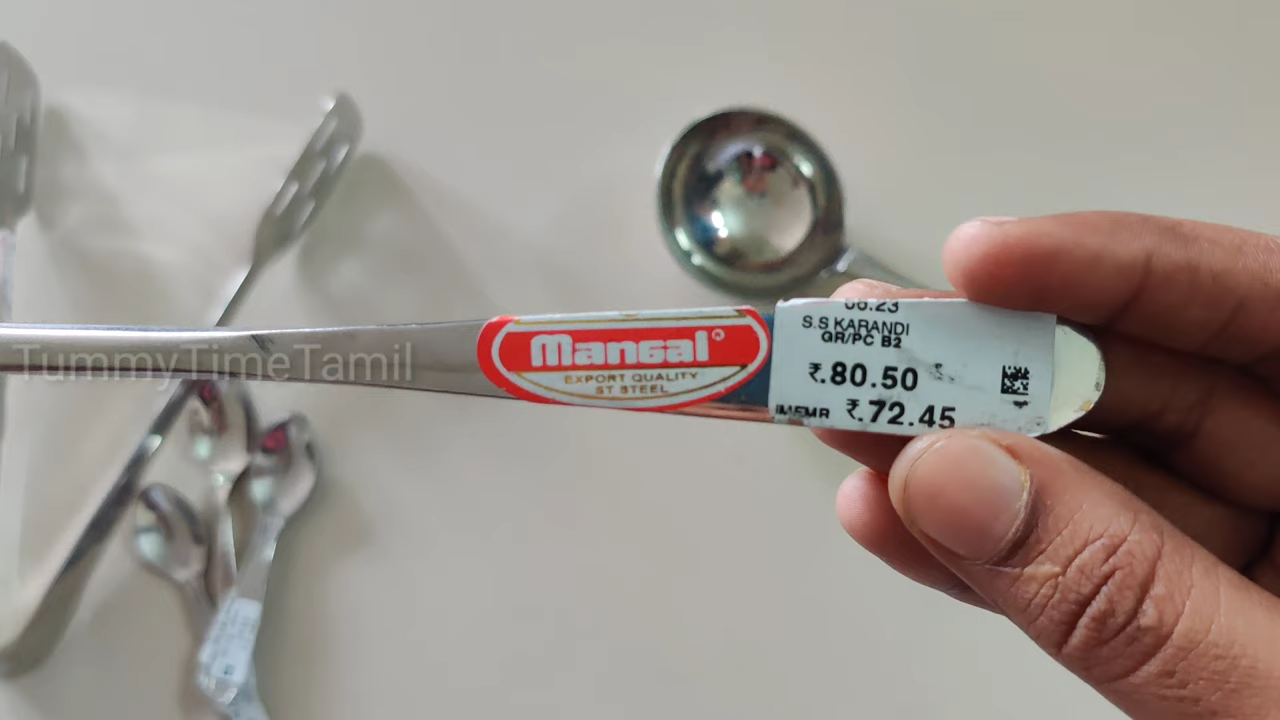 06.23
S.S KARANDI
GR/PC B2
Mangal®
EXPORT QUALITY
ST STEEL
₹.80.50
₹.72.45
TummyTimeTamil